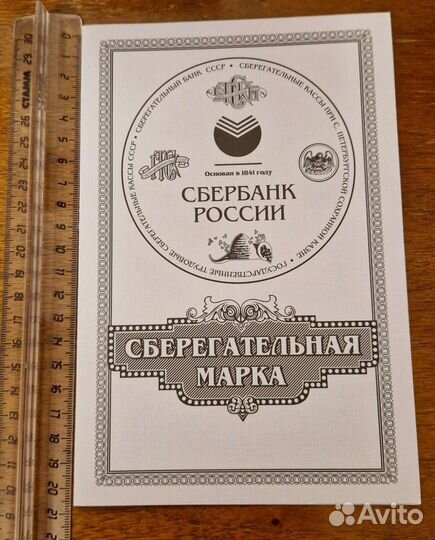 СБЕРЕГАТЕЛЬНЫЙ БАНК СССР • СБЕРЕГАТЕЛЬНЫЕ КАССЫ ПРИ С. ПЕТЕРБУРГСКОЙ СОХРАННОЙ КАЗНЕ • ГОСУДАРСТВЕННЫЕ ТРУДОВЫЕ СБЕРЕГАТЕЛЬНЫЕ КАССЫ СССР •
Основан в 1841 году
СБЕРБАНК
РОССИИ
СБЕРЕГАТЕЛЬНАЯ
МАРКА
СТАММ
Avito